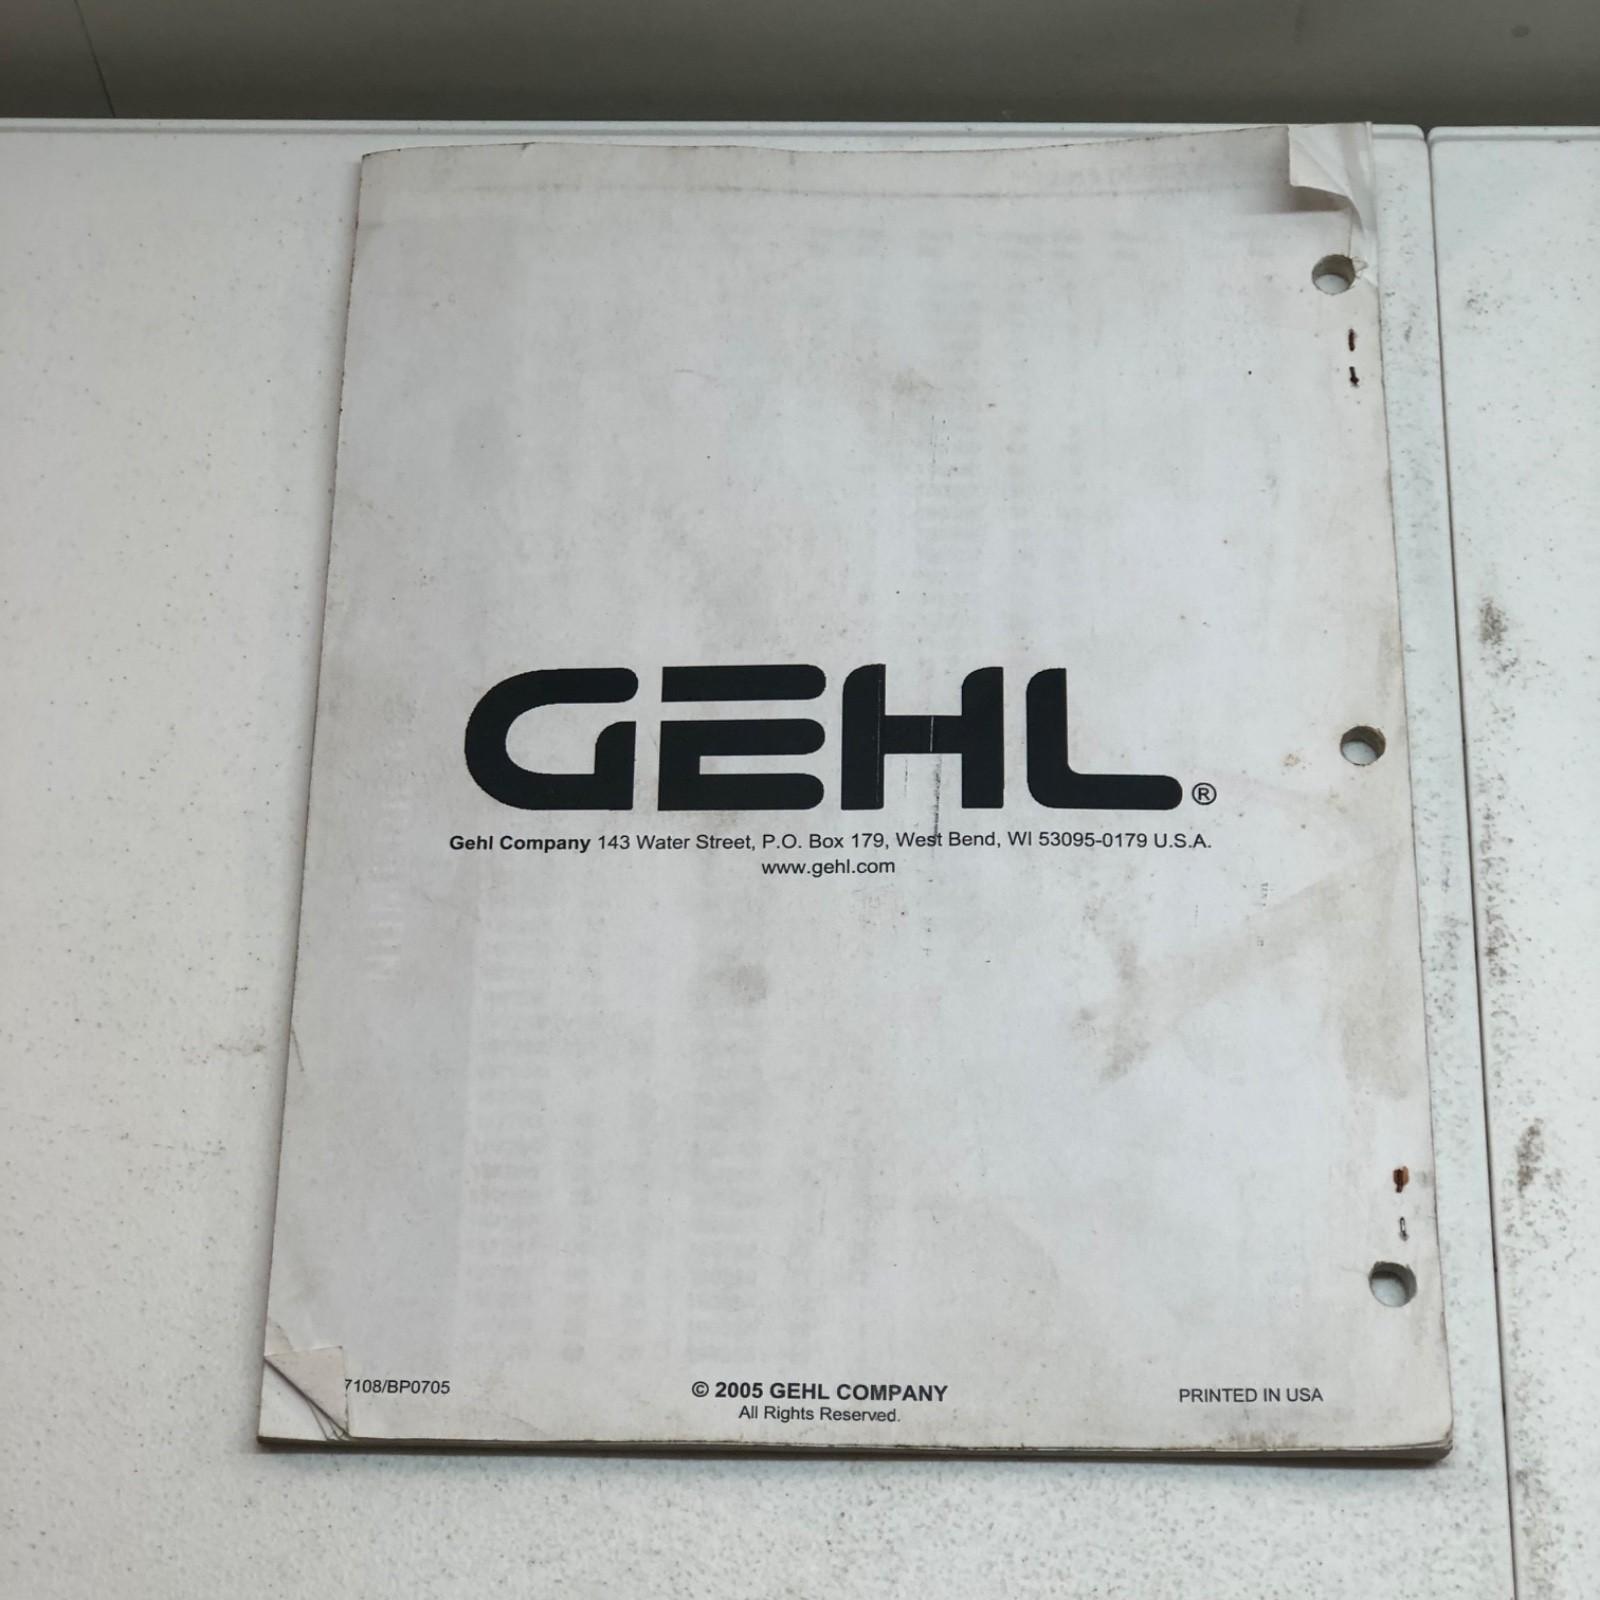 GEHL®
Gehl Company 143 Water Street, P.O. Box 179, West Bend, WI 53095-0179 U.S.A.
www.gehl.com
7108/BP0705
© 2005 GEHL COMPANY
PRINTED IN USA
All Rights Reserved.